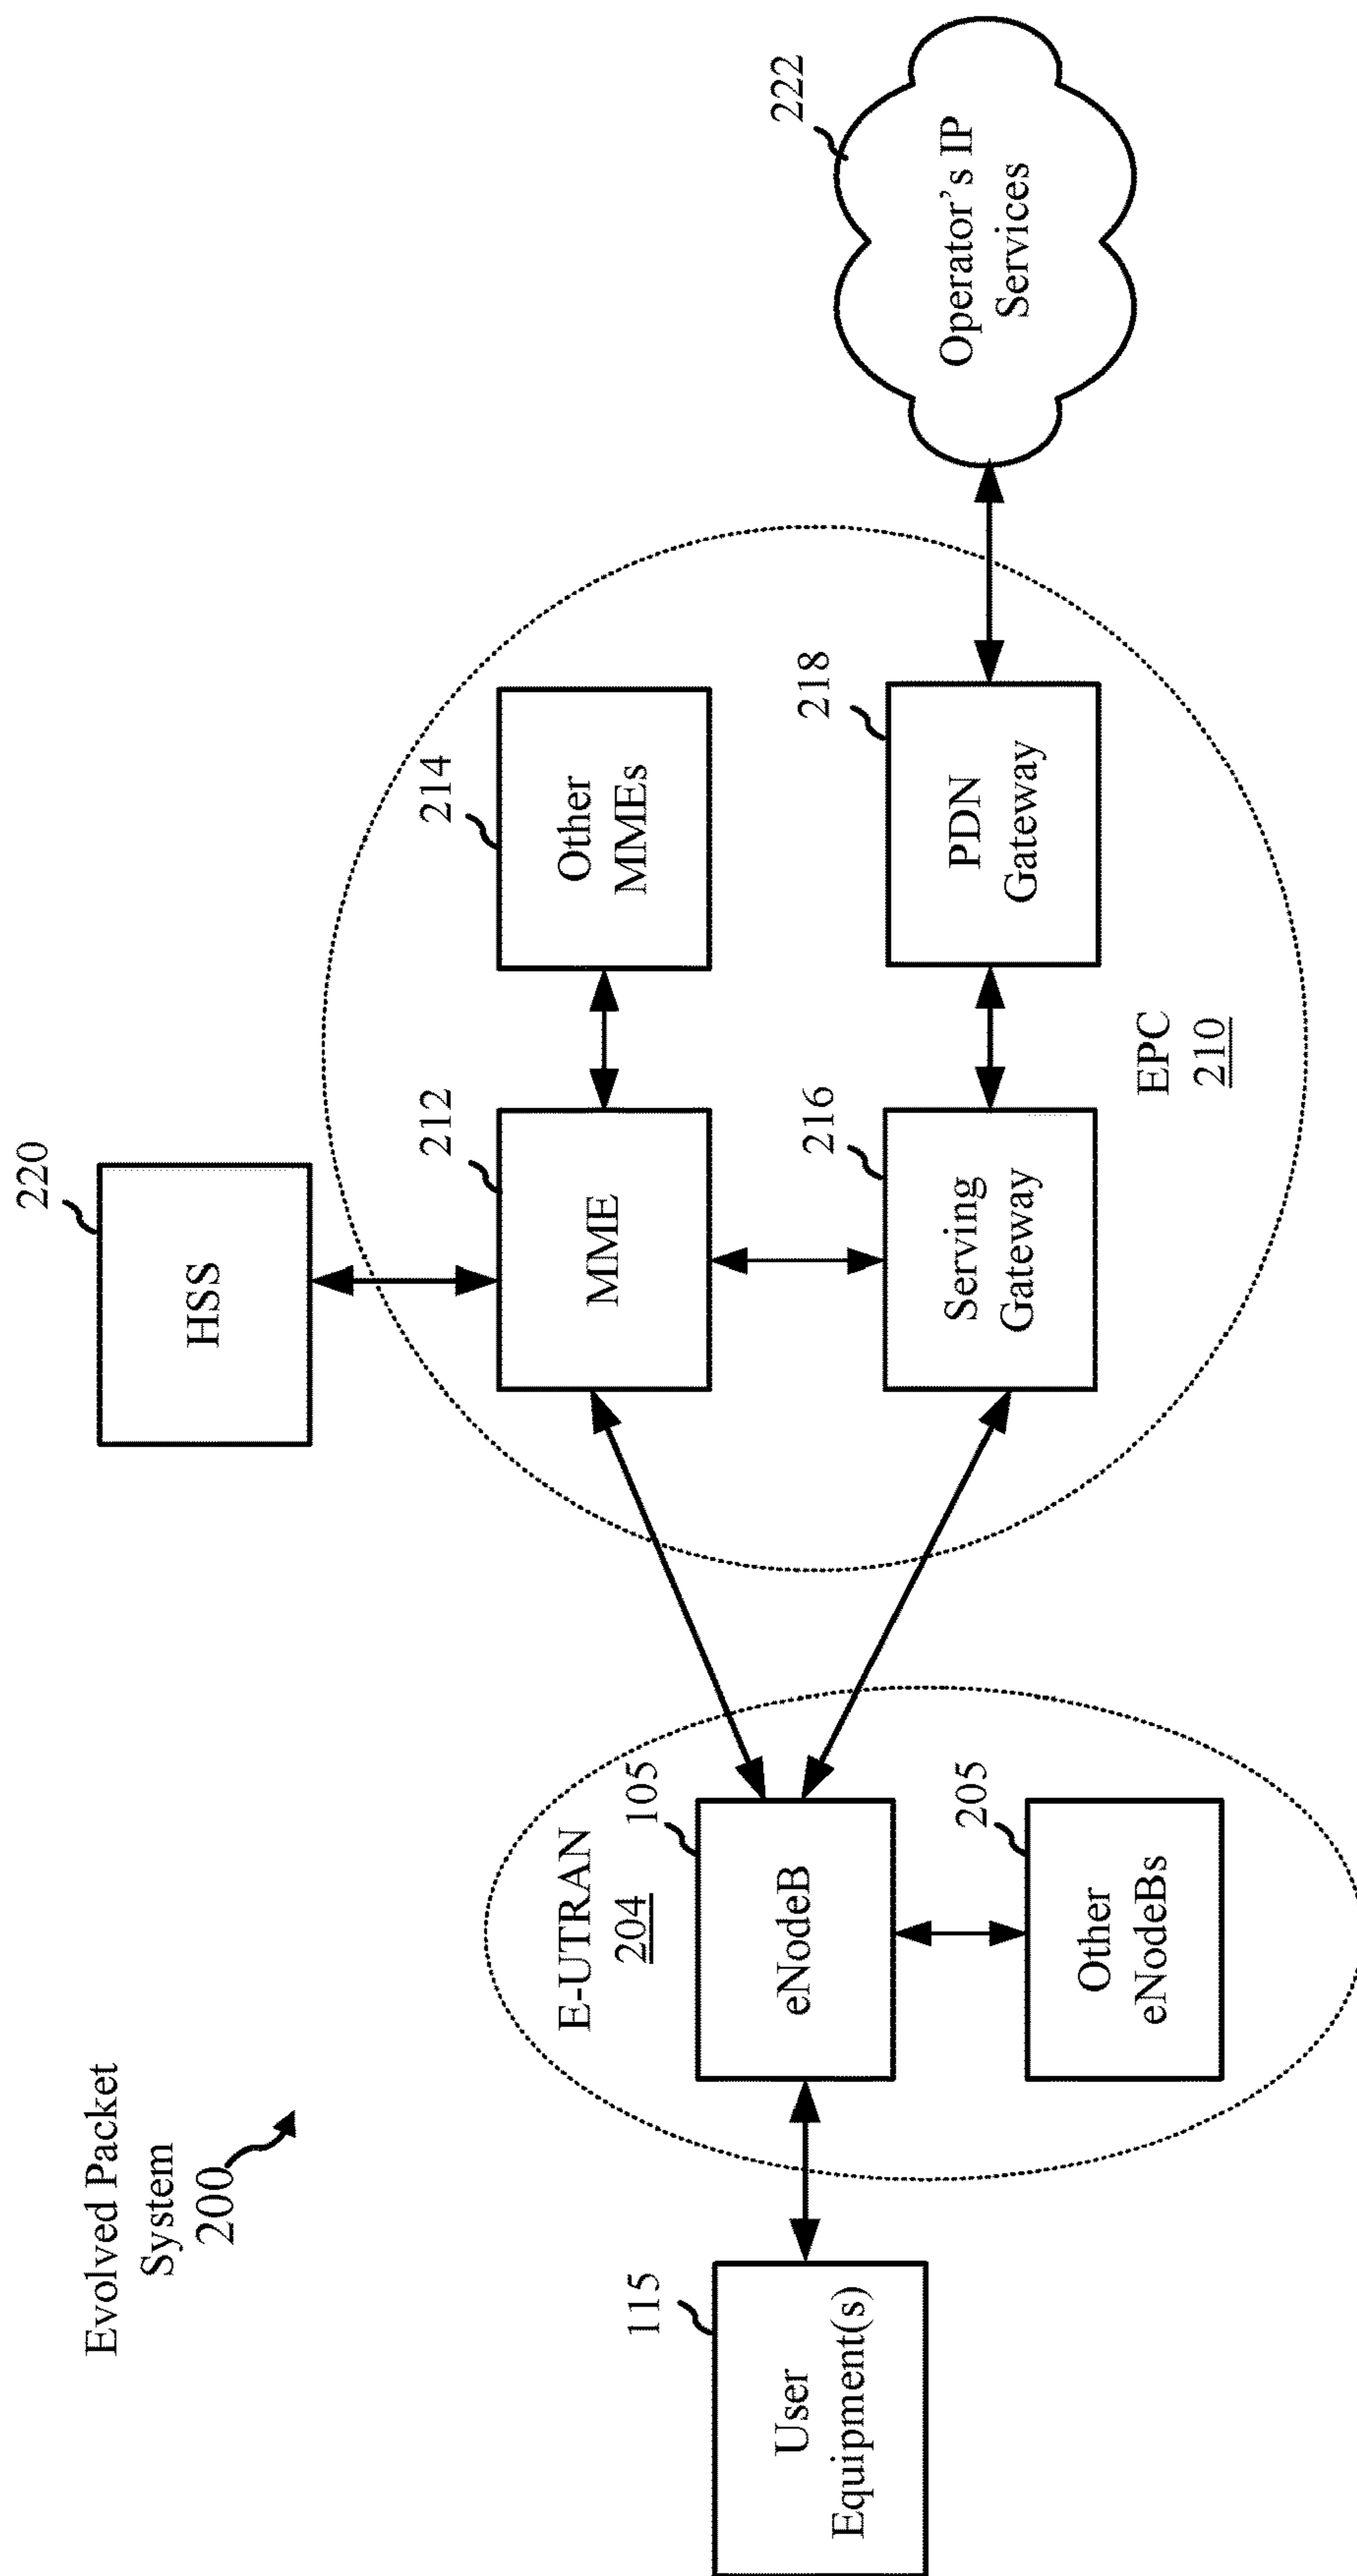 Evolved Packet
System
200
HSS
220
MME
212
Other
MMEs
214
Serving
Gateway
216
PDN
Gateway
218
EPC
210
Operator's IP
Services
222
E-UTRAN
204
eNodeB
105
Other
eNodeBs
205
User
Equipment(s)
115